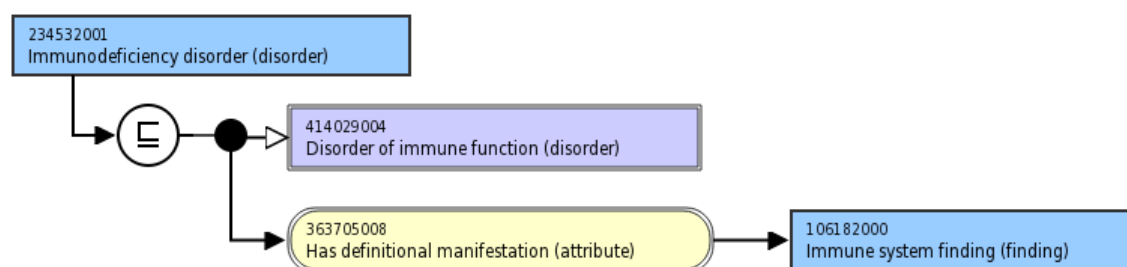 234532001
Immunodeficiency disorder (disorder)
⊑
414029004
Disorder of immune function (disorder)
363705008
Has definitional manifestation (attribute)
106182000
Immune system finding (finding)